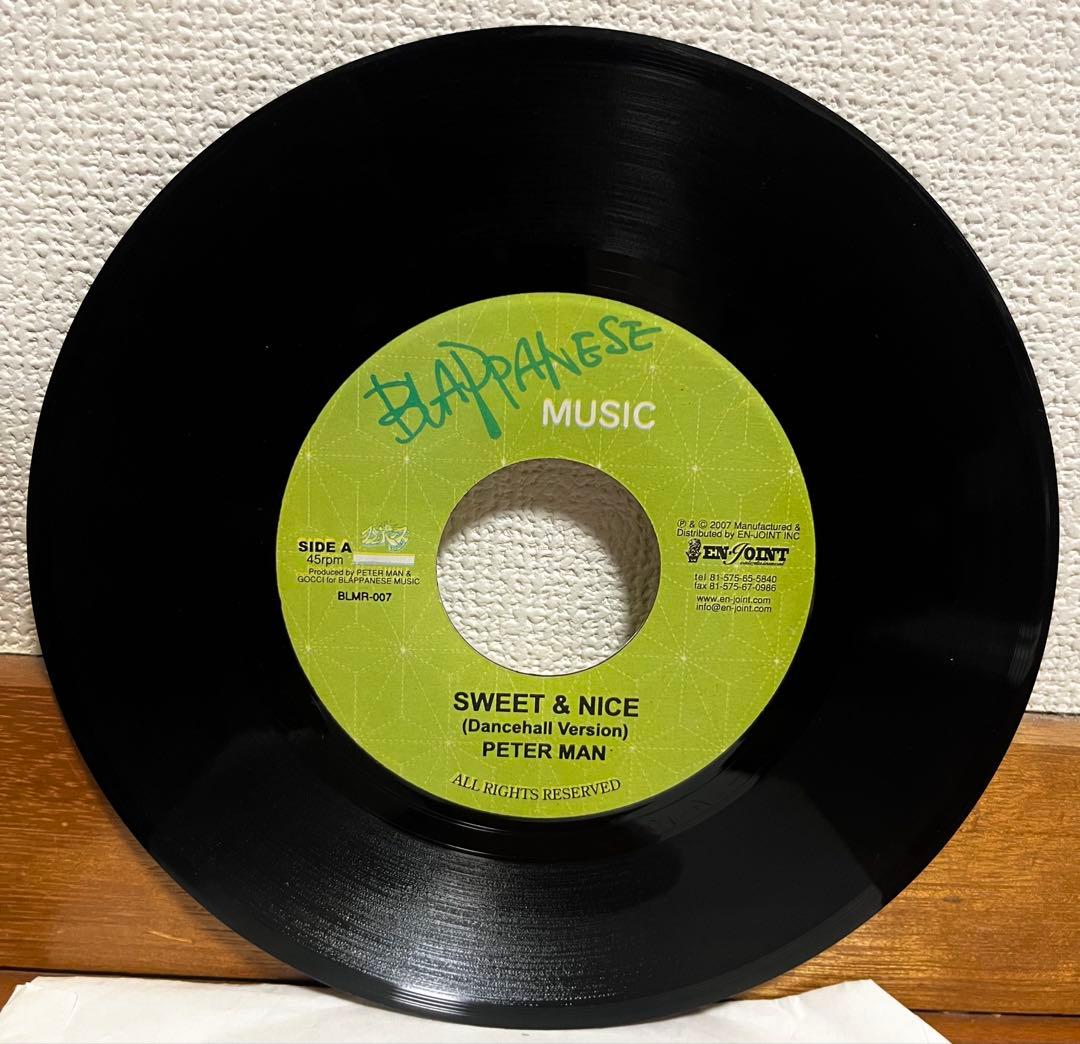 BLAPPANESE
MUSIC
SIDE A
45rpm
Produced by PETER MAN &
GOCCI for BLAPPANESE MUSIC
BLMR-007
℗ & © 2007 Manufactured &
Distributed by EN-JOINT INC
EN-JOINT
tel 81-575-65-5840
fax 81-575-67-0986
www.en-joint.com
info@en-joint.com
SWEET & NICE
(Dancehall Version)
PETER MAN
ALL RIGHTS RESERVED